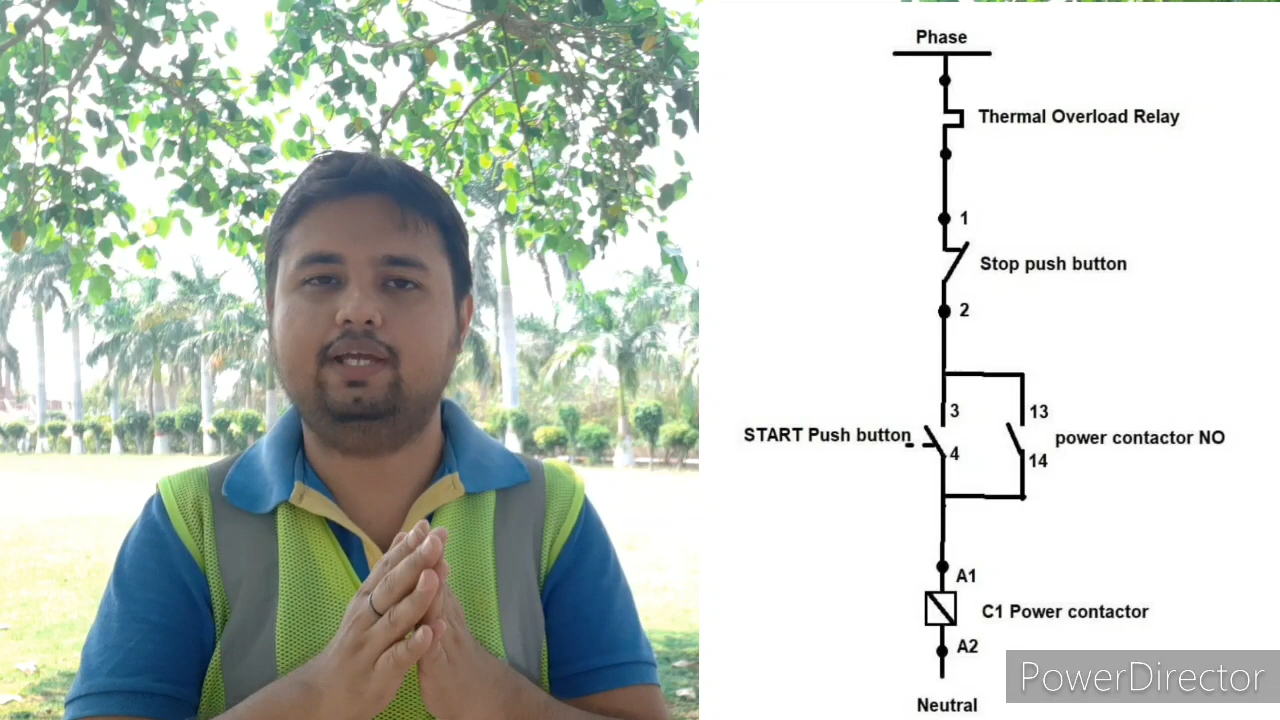 Phase
Thermal Overload Relay
1
Stop push button
2
3
13
START Push button
power contactor NO
4
14
A1
C1 Power contactor
A2
Neutral
PowerDirector